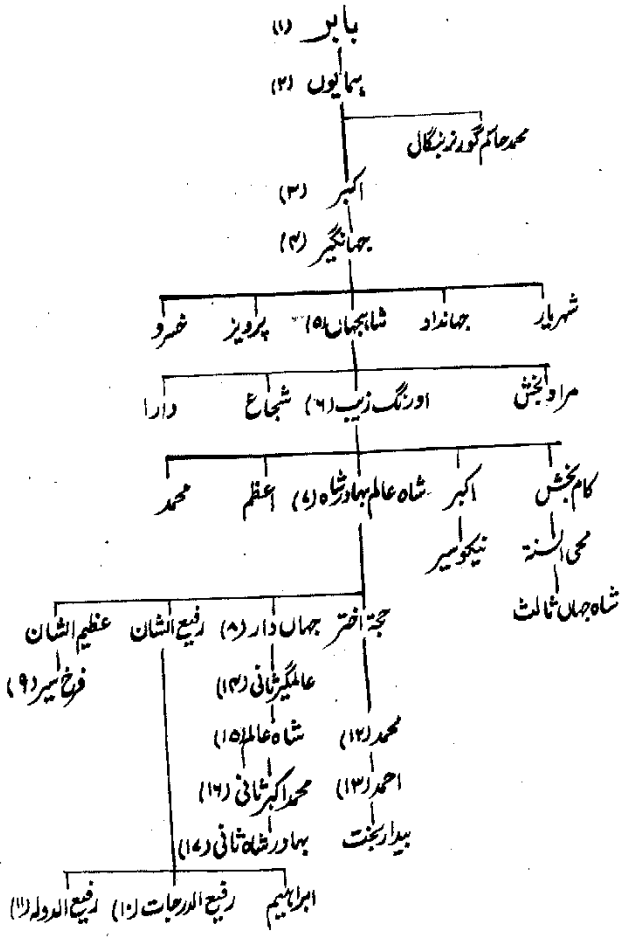 بابر (۱)
ہمایوں (۲)
محمد حاکم گورنر بنگال
اکبر (۳)
جہانگیر (۴)
شہریار جہانداد شاہجہاں (۵) پرویز خسرو
مراد بخش اورنگ زیب (۶) شجاع دارا
کام بخش اکبر شاہ عالم بہادر شاہ (۷) اعظم محمد
محی السنۃ نیکوسیر
شاہ جہاں ثالث
حجۃ اختر جہاں دار (۸) رفیع الشان عظیم الشان
عالمگیر ثانی (۱۴) فرخ سیر (۹)
محمد (۱۲) شاہ عالم (۱۵)
احمد (۱۳) محمد اکبر ثانی (۱۶)
بیدار بخت بہادر شاہ ثانی (۱۷)
ابراہیم رفیع الدرجات (۱۰) رفیع الدولہ (۱۱)